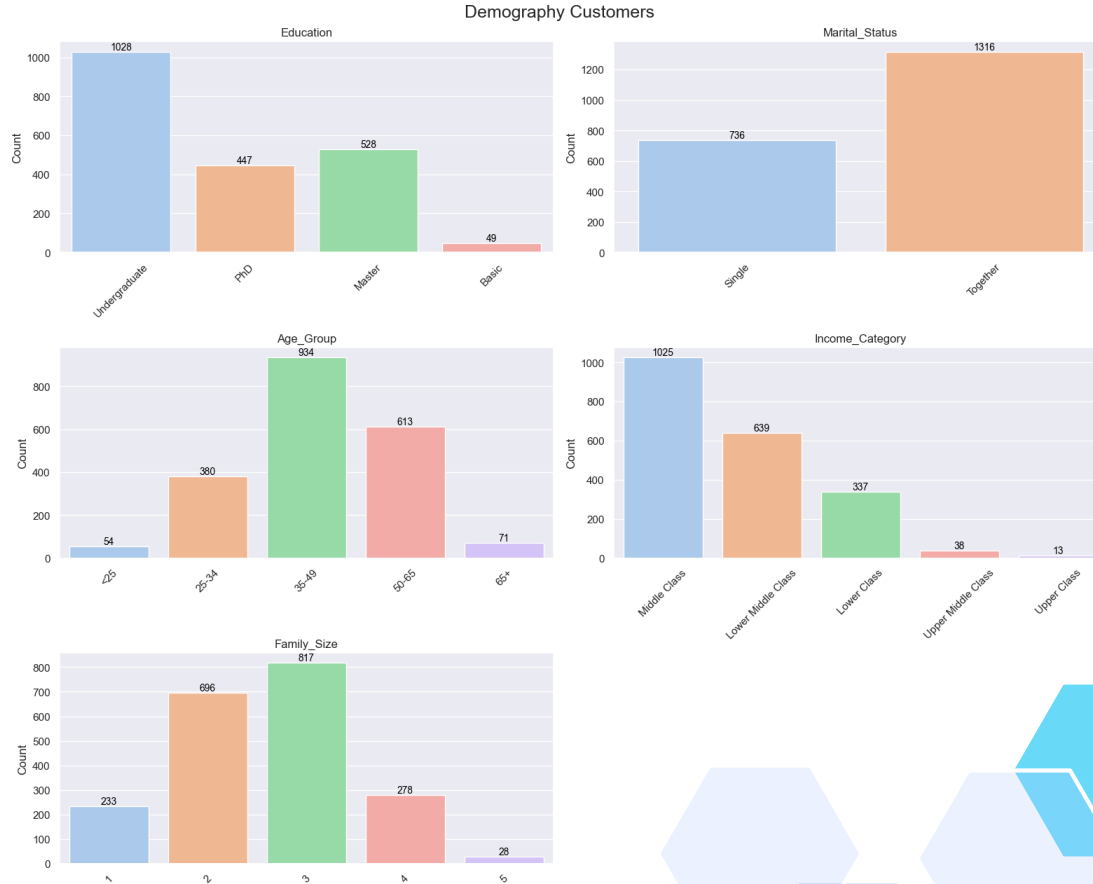 Demography Customers
Education
Count
1000
800
600
400
200
0
1028
447
528
49
Undergraduate
PhD
Master
Basic
Marital_Status
Count
1200
1000
800
600
400
200
0
736
1316
Single
Together
Age_Group
Count
800
600
400
200
0
54
380
934
613
71
<25
25-34
35-49
50-65
65+
Income_Category
Count
1000
800
600
400
200
0
1025
639
337
38
13
Middle Class
Lower Middle Class
Lower Class
Upper Middle Class
Upper Class
Family_Size
Count
800
700
600
500
400
300
200
100
0
233
696
817
278
28
1
2
3
4
5